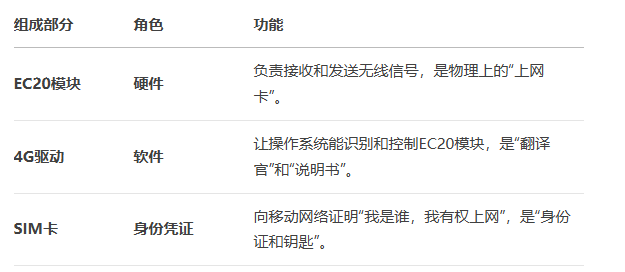 组成部分 角色 功能
EC20模块 硬件 负责接收和发送无线信号，是物理上的“上网
卡”。
4G驱动 软件 让操作系统能识别和控制EC20模块，是“翻译
官”和“说明书”。
SIM卡 身份凭证 向移动网络证明“我是谁，我有权上网”，是“身份
证和钥匙”。